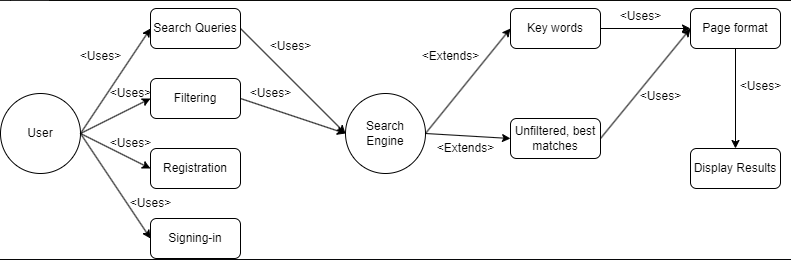 Search Queries
<Uses>
<Uses>
<Uses>
Filtering
<Uses>
User
<Uses>
Registration
<Uses>
Signing-in
Search
Engine
<Extends>
<Extends>
Key words
<Uses>
Unfiltered, best
matches
<Uses>
Page format
<Uses>
Display Results